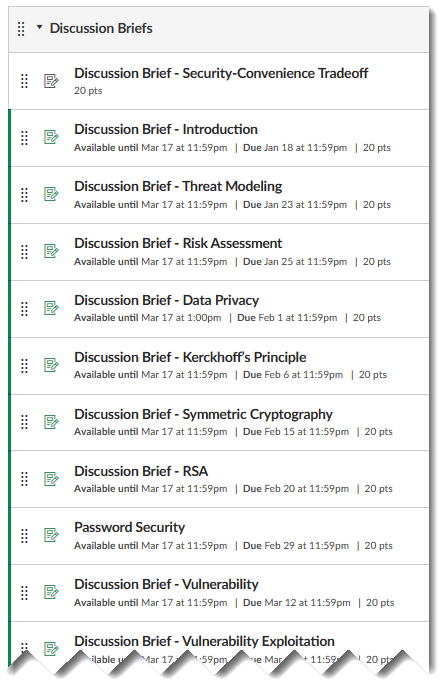 Discussion Briefs
Discussion Brief - Security-Convenience Tradeoff
20 pts
Discussion Brief - Introduction
Available until Mar 17 at 11:59pm | Due Jan 18 at 11:59pm | 20 pts
Discussion Brief - Threat Modeling
Available until Mar 17 at 11:59pm | Due Jan 23 at 11:59pm | 20 pts
Discussion Brief - Risk Assessment
Available until Mar 17 at 11:59pm | Due Jan 25 at 11:59pm | 20 pts
Discussion Brief - Data Privacy
Available until Mar 17 at 1:00pm | Due Feb 1 at 11:59pm | 20 pts
Discussion Brief - Kerckhoff's Principle
Available until Mar 17 at 11:59pm | Due Feb 6 at 11:59pm | 20 pts
Discussion Brief - Symmetric Cryptography
Available until Mar 17 at 11:59pm | Due Feb 15 at 11:59pm | 20 pts
Discussion Brief - RSA
Available until Mar 17 at 11:59pm | Due Feb 20 at 11:59pm | 20 pts
Password Security
Available until Mar 17 at 11:59pm | Due Feb 29 at 11:59pm | 20 pts
Discussion Brief - Vulnerability
Available until Mar 17 at 11:59pm | Due Mar 12 at 11:59pm | 20 pts
Discussion Brief - Vulnerability Exploitation
until Mar 17 at 11:59pm | Due at 11:59pm | 20